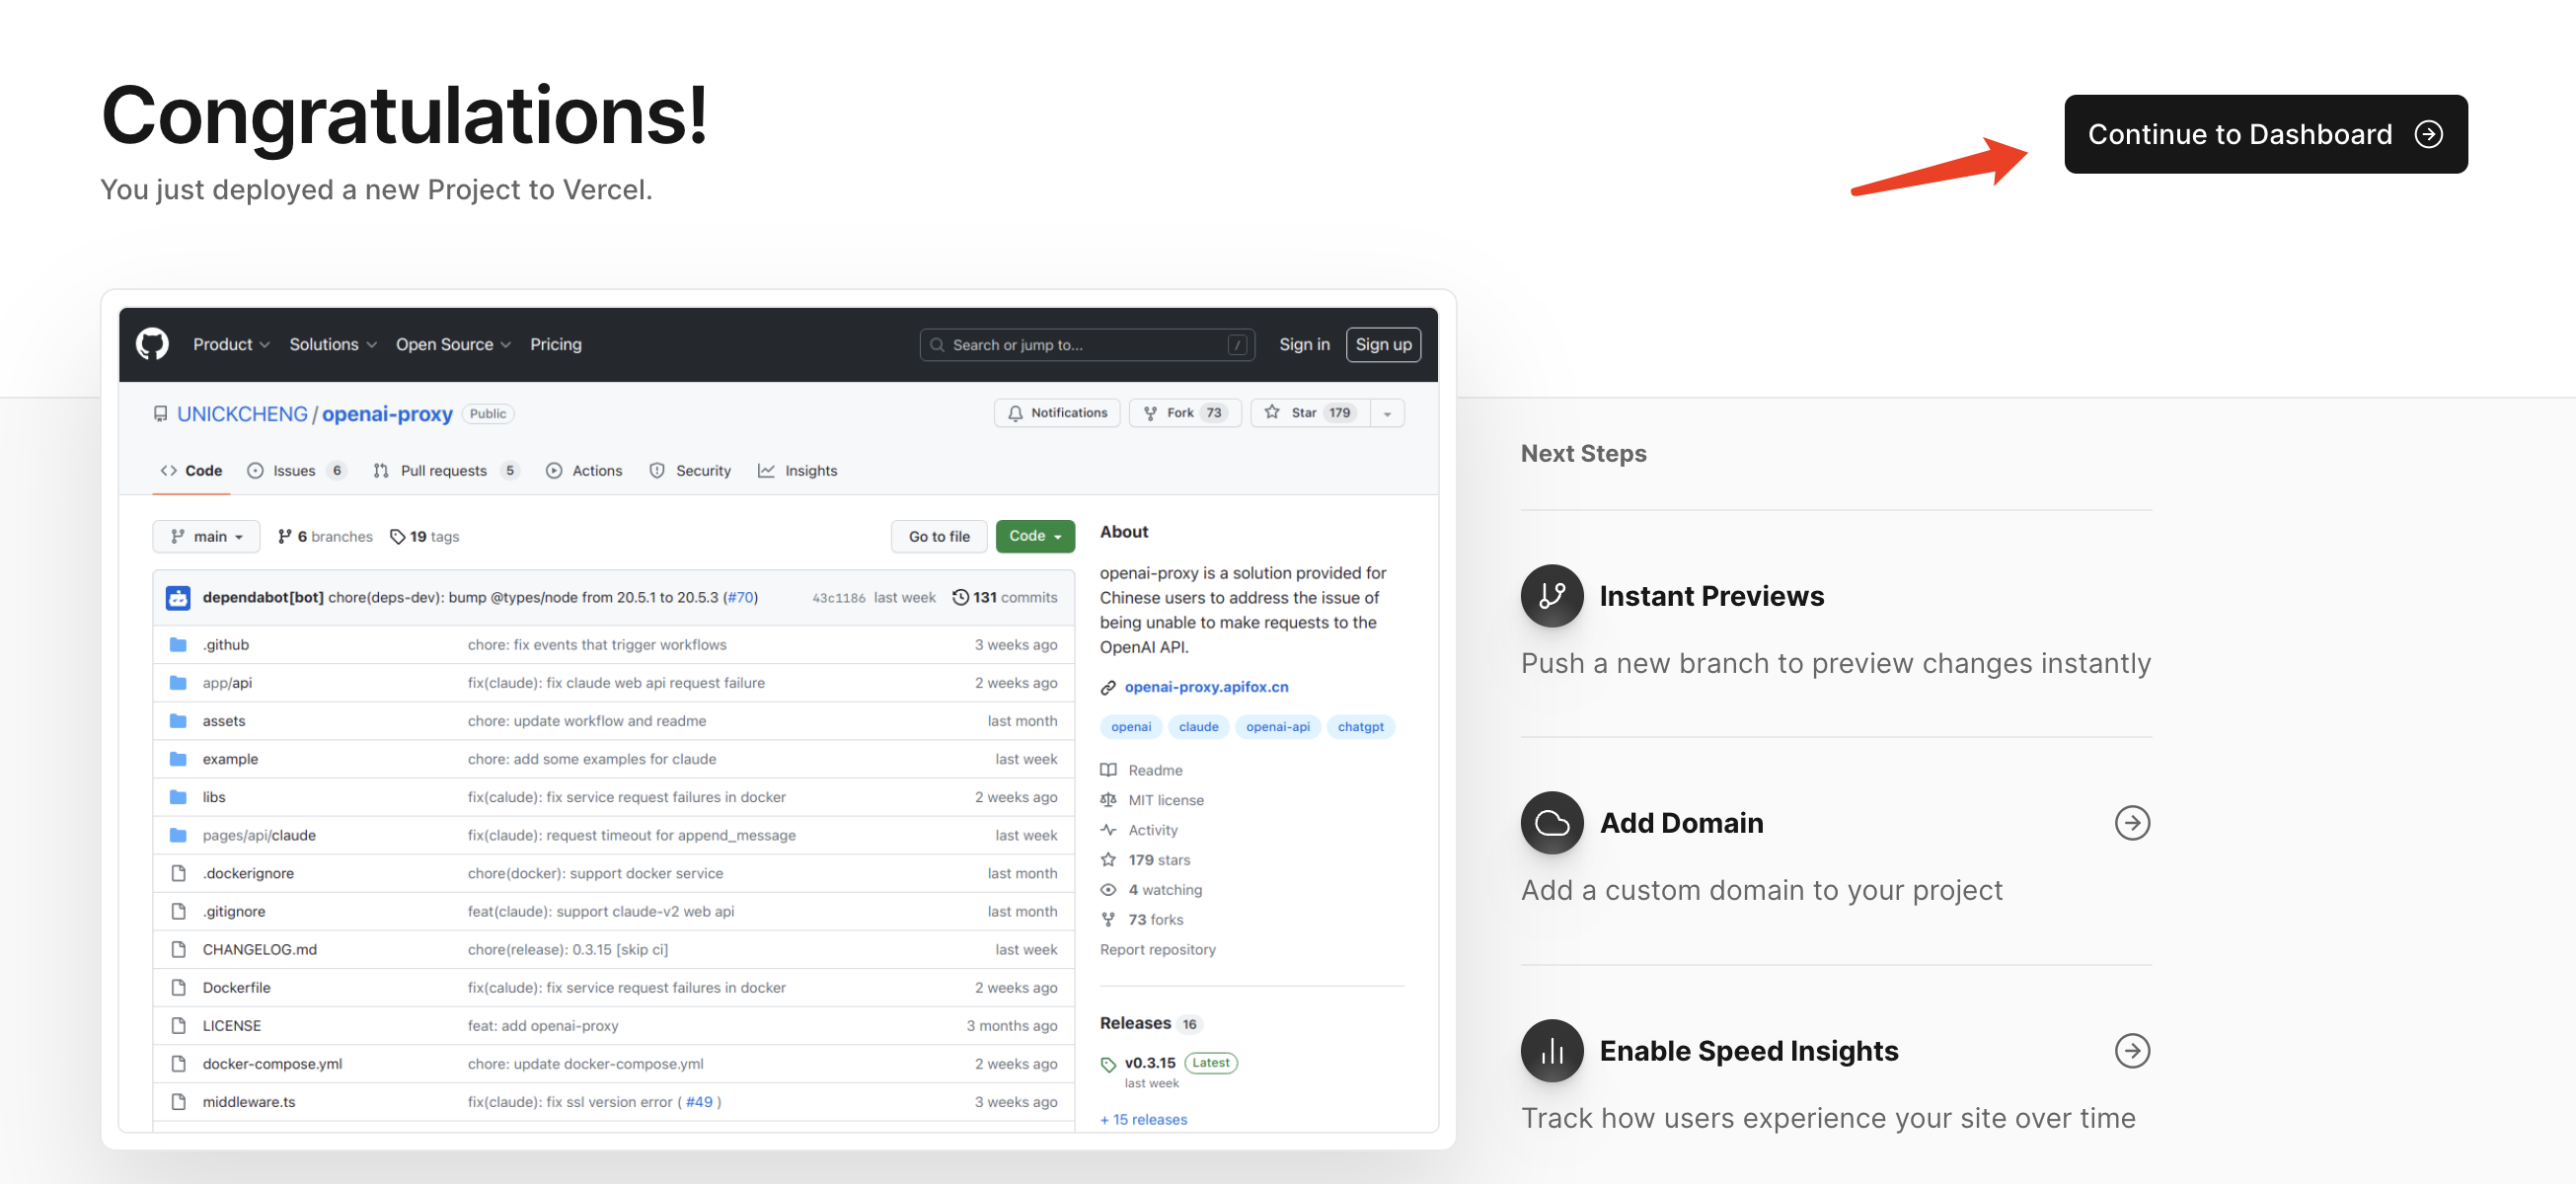 Congratulations!
You just deployed a new Project to Vercel.
Continue to Dashboard
Product Solutions Open Source Pricing Search or jump to... / Sign in Sign up
UNICKCHENG / openai-proxy Public Notifications Fork 73 Star 179
Code Issues 6 Pull requests 5 Actions Security Insights
main 6 branches 19 tags Go to file Code
dependabot[bot] chore(deps-dev): bump @types/node from 20.5.1 to 20.5.3 (#70) 43c1186 last week 131 commits
.github chore: fix events that trigger workflows 3 weeks ago
app/api fix(claude): fix claude web api request failure 2 weeks ago
assets chore: update workflow and readme last month
example chore: add some examples for claude last week
libs fix(calude): fix service request failures in docker 2 weeks ago
pages/api/claude fix(claude): request timeout for append_message last week
.dockerignore chore(docker): support docker service last month
.gitignore feat(claude): support claude-v2 web api last month
CHANGELOG.md chore(release): 0.3.15 [skip ci] last week
Dockerfile fix(calude): fix service request failures in docker 2 weeks ago
LICENSE feat: add openai-proxy 3 months ago
docker-compose.yml chore: update docker-compose.yml 2 weeks ago
middleware.ts fix(claude): fix ssl version error ( #49 ) 3 weeks ago
About
openai-proxy is a solution provided for
Chinese users to address the issue of
being unable to make requests to the
OpenAI API.
openai-proxy.apifox.cn
openai claude openai-api chatgpt
Readme
MIT license
Activity
179 stars
4 watching
73 forks
Report repository
Releases 16
v0.3.15 Latest
last week
+ 15 releases
Next Steps
Instant Previews
Push a new branch to preview changes instantly
Add Domain
Add a custom domain to your project
Enable Speed Insights
Track how users experience your site over time